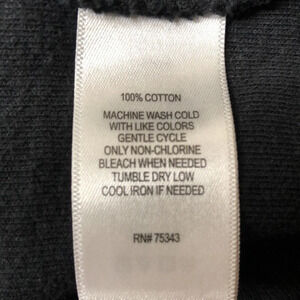 100% COTTON
MACHINE WASH COLD
WITH LIKE COLORS
GENTLE CYCLE
ONLY NON-CHLORINE
BLEACH WHEN NEEDED
TUMBLE DRY LOW
COOL IRON IF NEEDED
RN# 75343